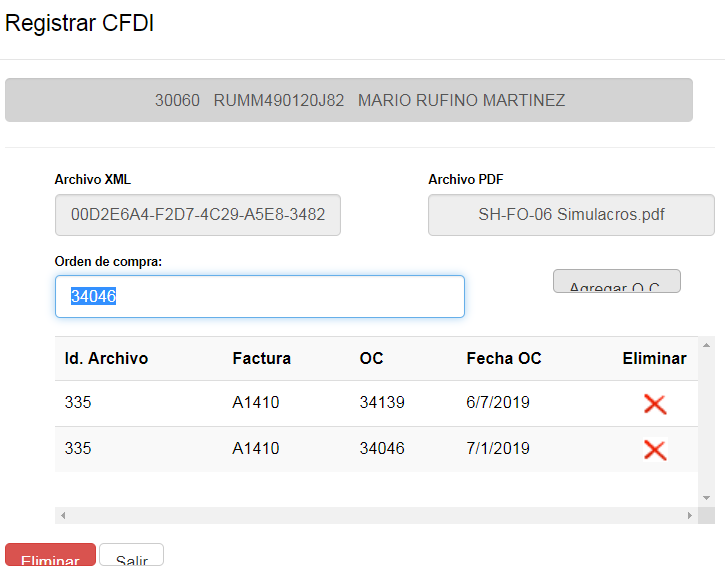 Registrar CFDI
30060 RUMM490120J82 MARIO RUFINO MARTINEZ
Archivo XML Archivo PDF
00D2E6A4-F2D7-4C29-A5E8-3482 SH-FO-06 Simulacros.pdf
Orden de compra:
34046 Agregar O.C.
Id. Archivo Factura OC Fecha OC Eliminar
335 A1410 34139 6/7/2019
335 A1410 34046 7/1/2019
Eliminar Salir